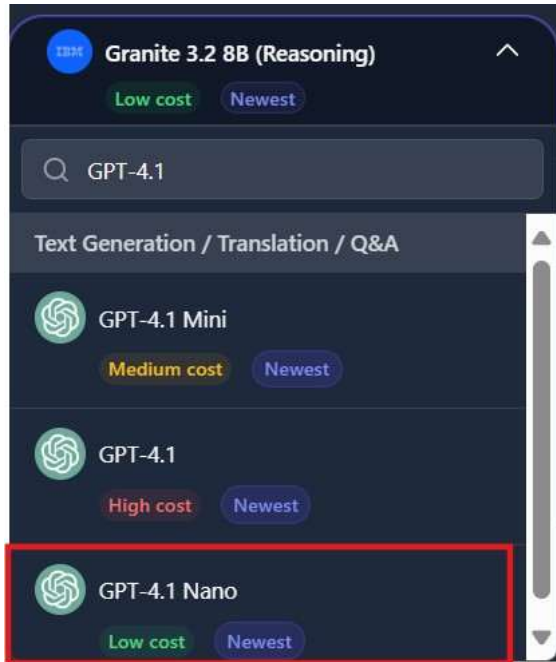 IBM Granite 3.2 8B (Reasoning)
Low cost Newest
GPT-4.1
Text Generation / Translation / Q&A
GPT-4.1 Mini
Medium cost Newest
GPT-4.1
High cost Newest
GPT-4.1 Nano
Low cost Newest